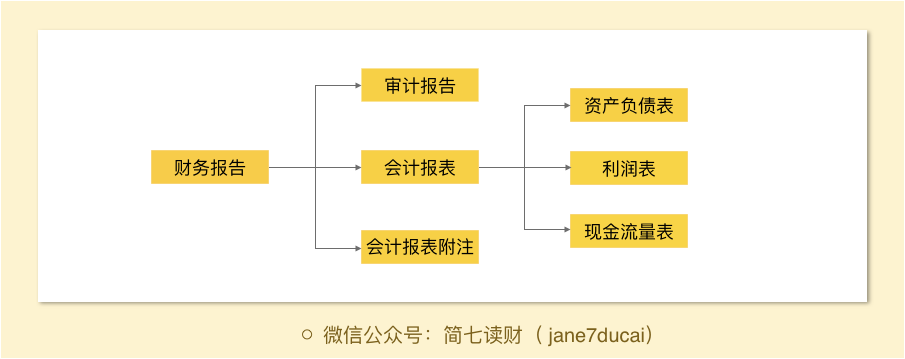 财务报告
审计报告
会计报表
会计报表附注
资产负债表
利润表
现金流量表
微信公众号：简七读财（ jane7ducai）